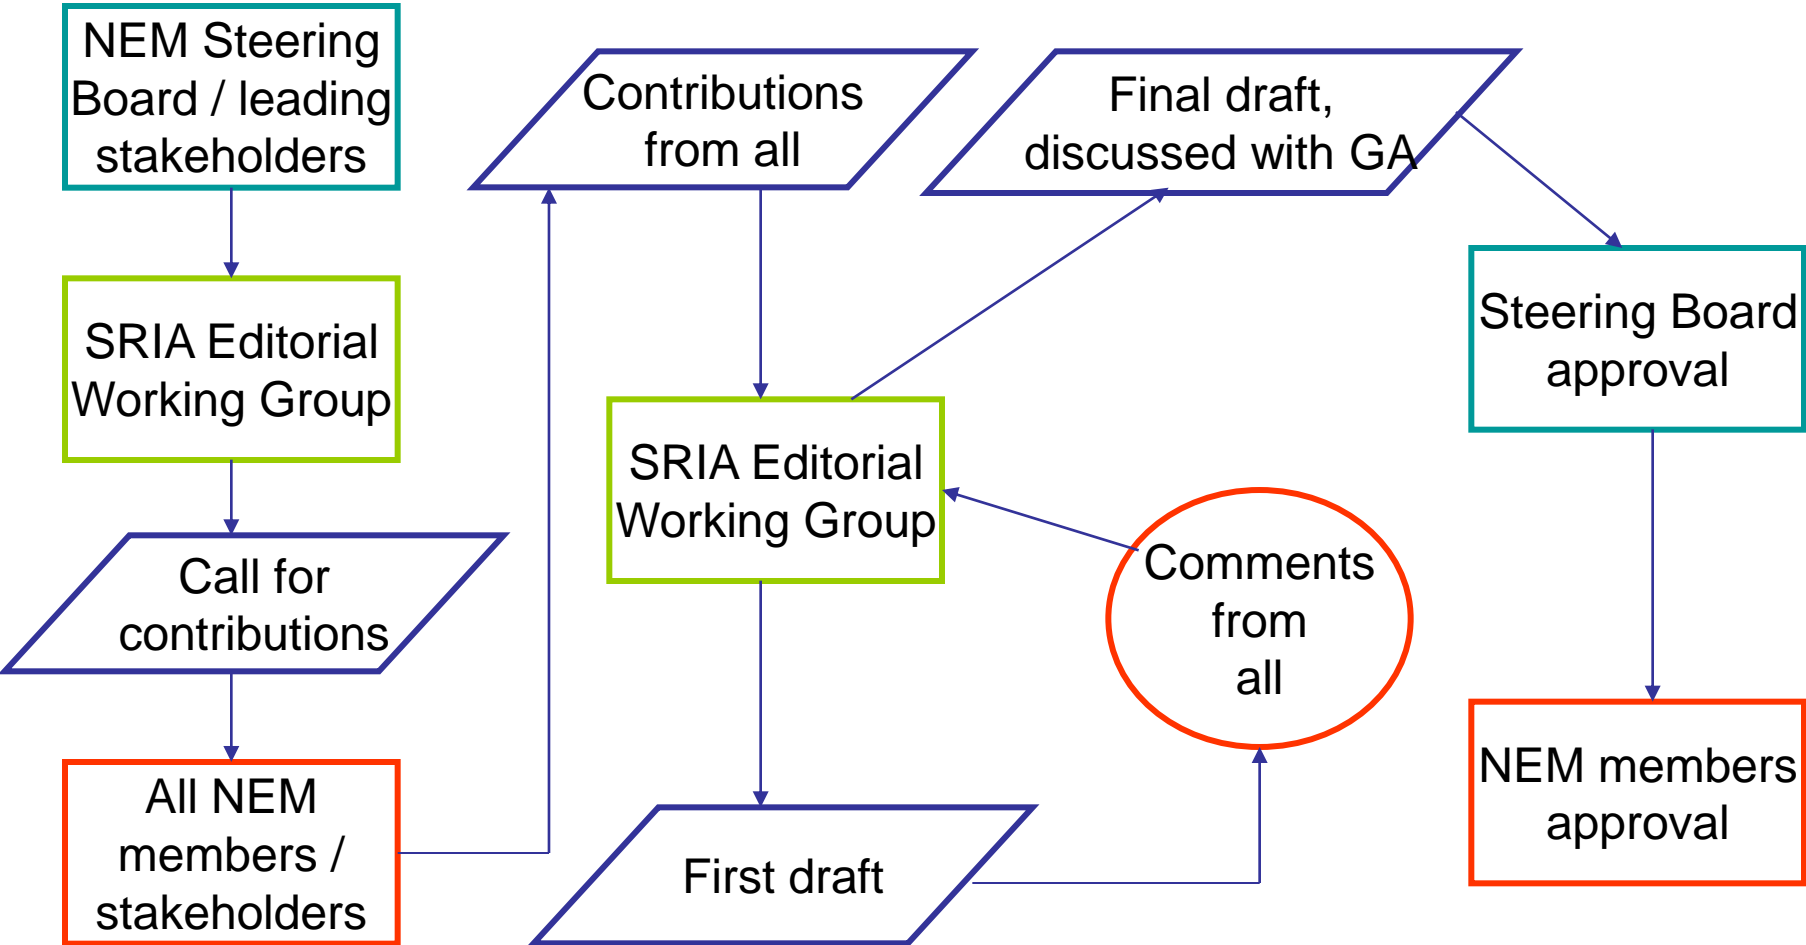 NEM Steering
Board / leading
stakeholders
SRIA Editorial
Working Group
Call for
contributions
All NEM
members /
stakeholders
Contributions
from all
SRIA Editorial
Working Group
First draft
Comments
from
all
Final draft,
discussed with GA
Steering Board
approval
NEM members
approval